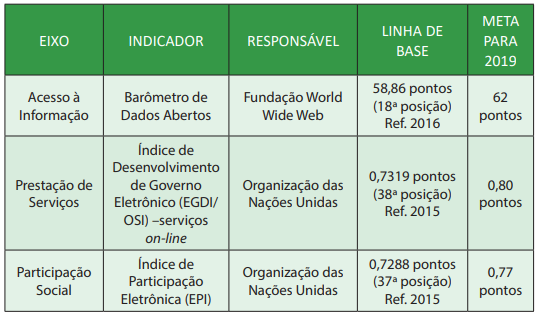 EIXO
INDICADOR
RESPONSÁVEL
LINHA DE
BASE
META
PARA
2019
Acesso à
Informação
Barômetro de
Dados Abertos
Fundação World
Wide Web
58,86 pontos
(18ª posição)
Ref. 2016
62
pontos
Prestação de
Serviços
Índice de
Desenvolvimento
de Governo
Eletrônico (EGDI/
OSI) –serviços
on-line
Organização das
Nações Unidas
0,7319 pontos
(38ª posição)
Ref. 2015
0,80
pontos
Participação
Social
Índice de
Participação
Eletrônica (EPI)
Organização das
Nações Unidas
0,7288 pontos
(37ª posição)
Ref. 2015
0,77
pontos